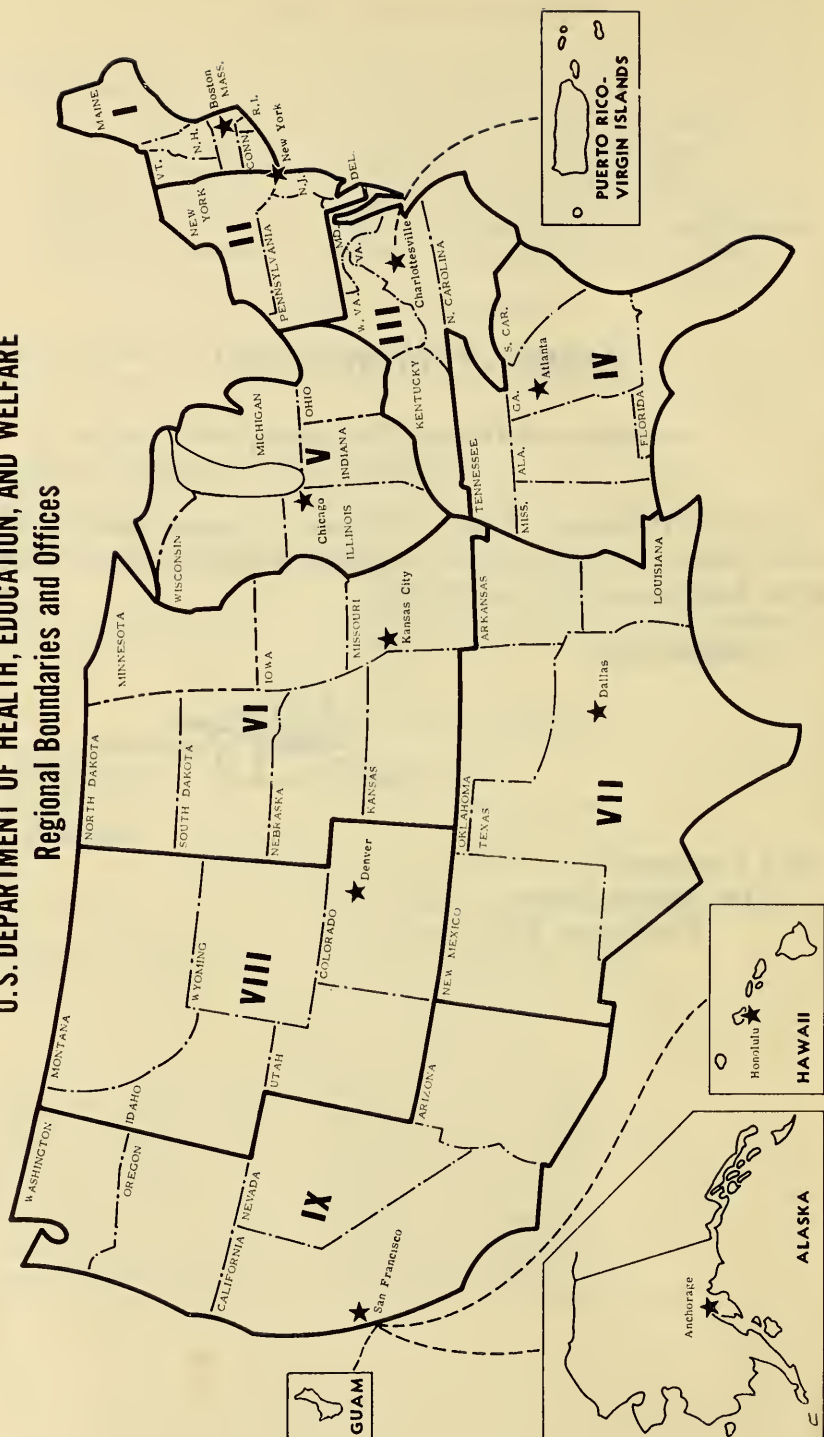 U.S. DEPARTMENT OF HEALTH, EDUCATION, AND WELFARE
Regional Boundaries and Offices
WASHINGTON
OREGON
IDAHO
MONTANA
WYOMING
VIII
UTAH
COLORADO
Denver
NEVADA
CALIFORNIA
IX
San Francisco
ARIZONA
NEW MEXICO
NORTH DAKOTA
SOUTH DAKOTA
NEBRASKA
KANSAS
VI
MINNESOTA
IOWA
MISSOURI
Kansas City
OKLAHOMA
TEXAS
VII
Dallas
ARKANSAS
LOUISIANA
WISCONSIN
MICHIGAN
Chicago
ILLINOIS
INDIANA
OHIO
V
KENTUCKY
TENNESSEE
MISS.
ALA.
GA.
Atlanta
S. CAR.
IV
FLORIDA
N. CAROLINA
W. VA.
VA.
III
Charlottesville
MD.
DEL.
PENNSYLVANIA
NEW
YORK
II
N.J.
New York
VT.
N.H.
MAINE
I
Boston
MASS.
CONN.
R.I.
GUAM
Anchorage
ALASKA
Honolulu
HAWAII
PUERTO RICO-
VIRGIN ISLANDS